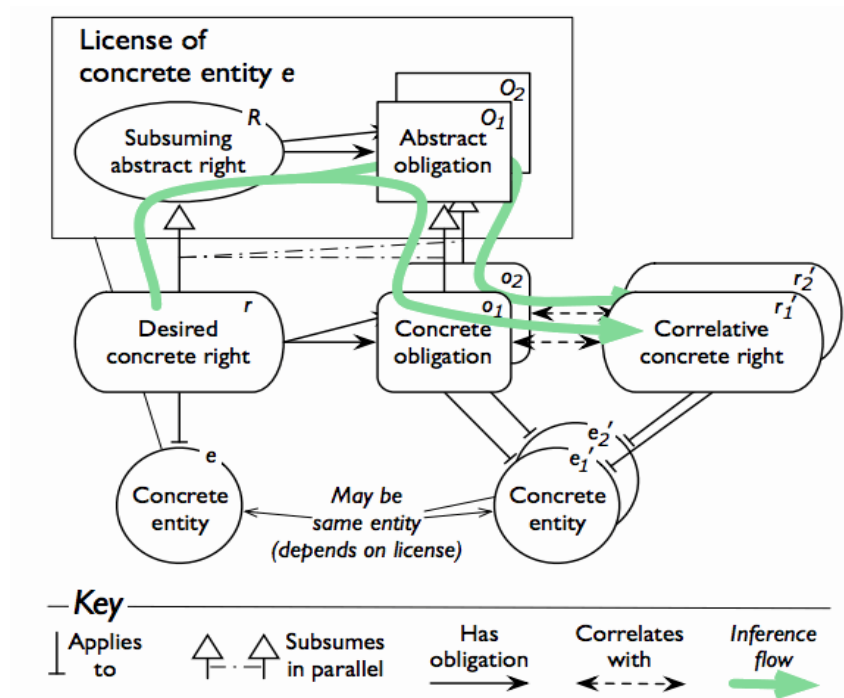 License of
concrete entity e
R
Subsuming
abstract right
O2
O1
Abstract
obligation
r
Desired
concrete right
o2
o1
Concrete
obligation
r2′
r1′
Correlative
concrete right
e
Concrete
entity
May be
same entity
(depends on license)
e2′
e1′
Concrete
entity
Key
Applies
to
Subsumes
in parallel
Has
obligation
Correlates
with
Inference
flow